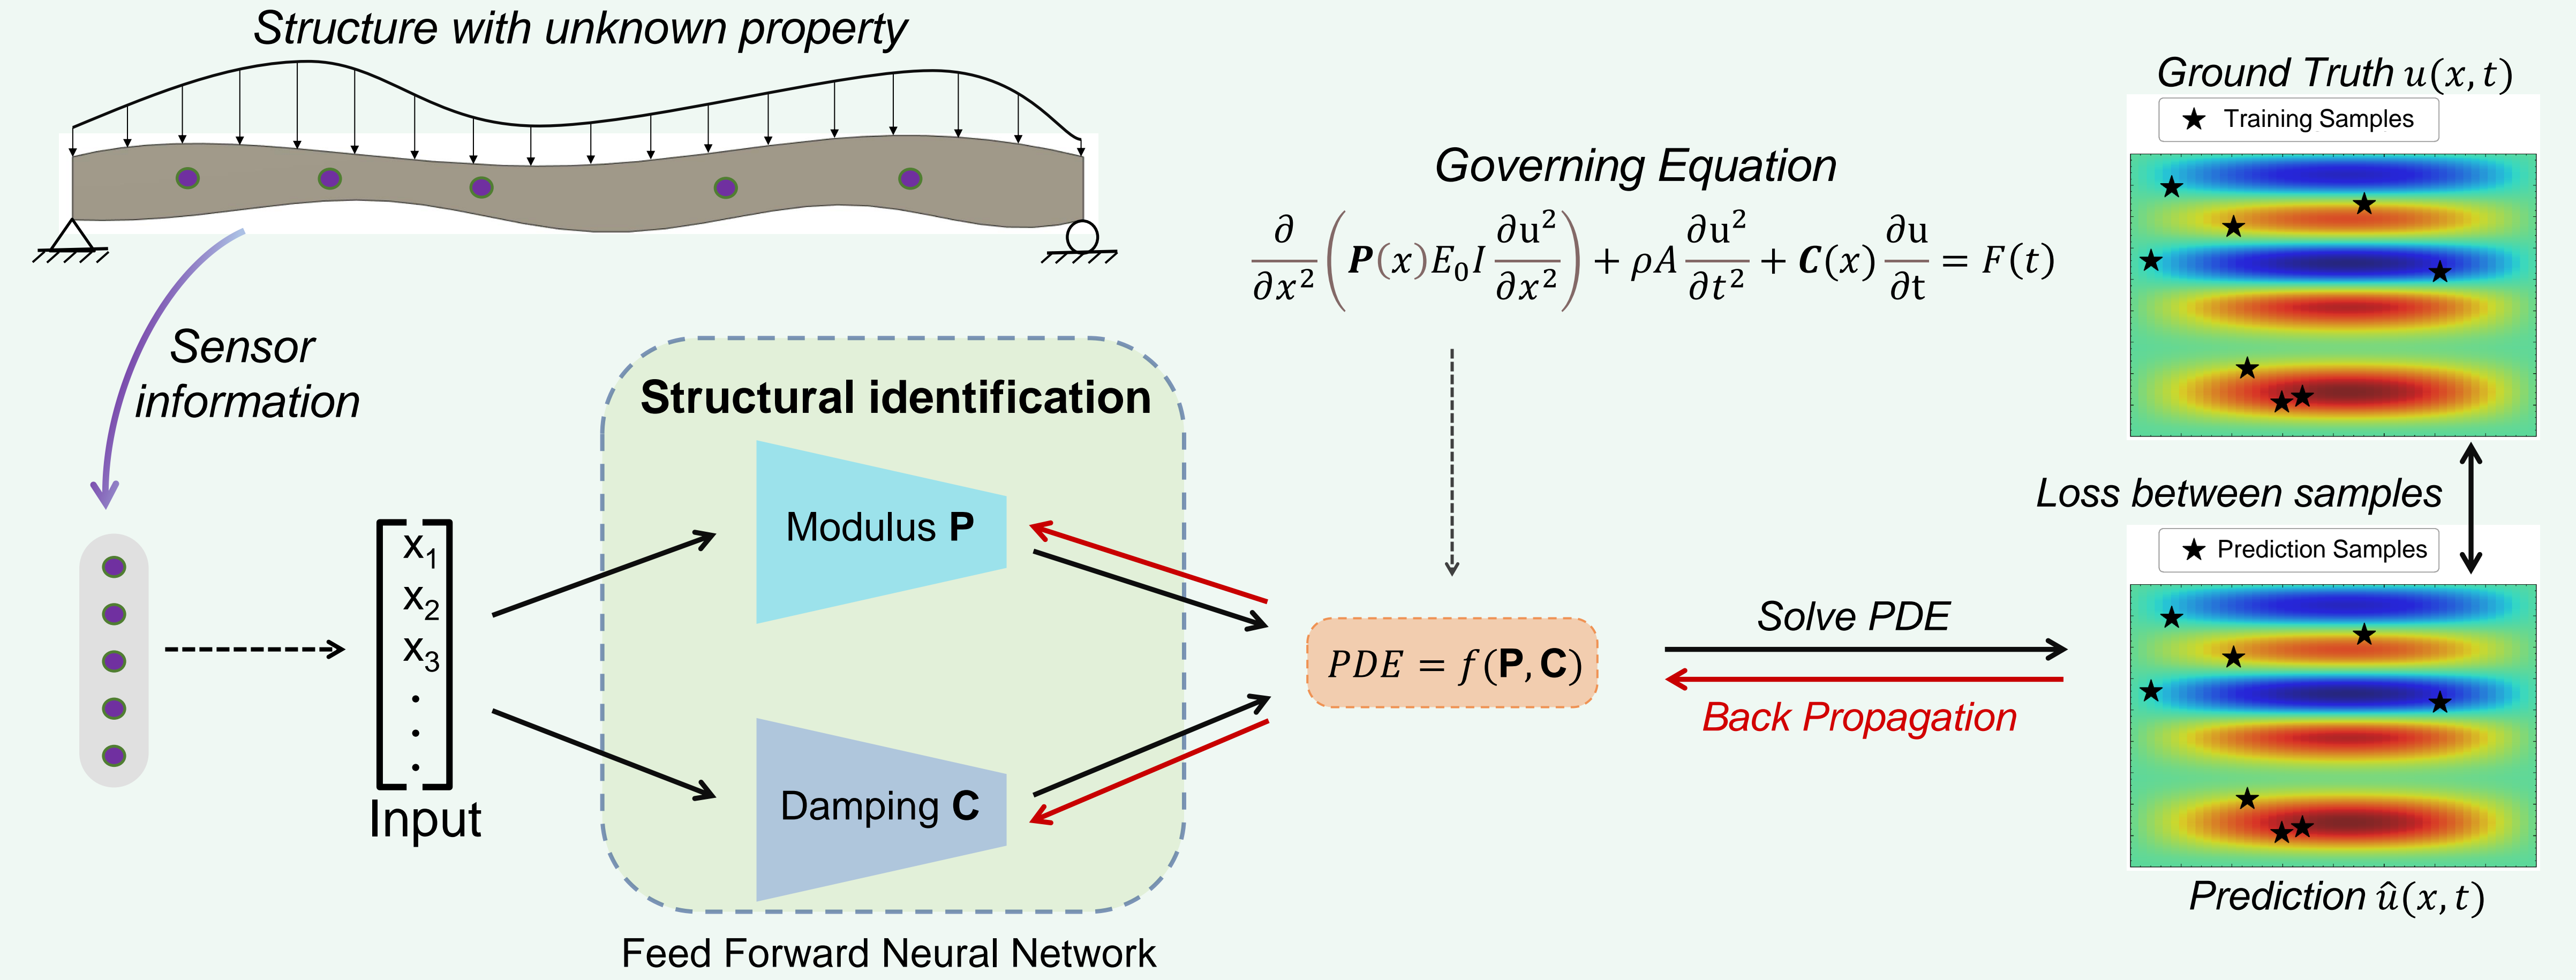 Structure with unknown property
Sensor
information
x₁
x₂
x₃
.
.
.
Input
Structural identification
Modulus P
Damping C
Feed Forward Neural Network
Governing Equation
∂/∂x² (P(x)E₀I ∂u²/∂x²) + ρA ∂u²/∂t² + C(x) ∂u/∂t = F(t)
PDE = f(P, C)
Solve PDE
Back Propagation
Ground Truth u(x, t)
★ Training Samples
Loss between samples
★ Prediction Samples
Prediction û(x, t)